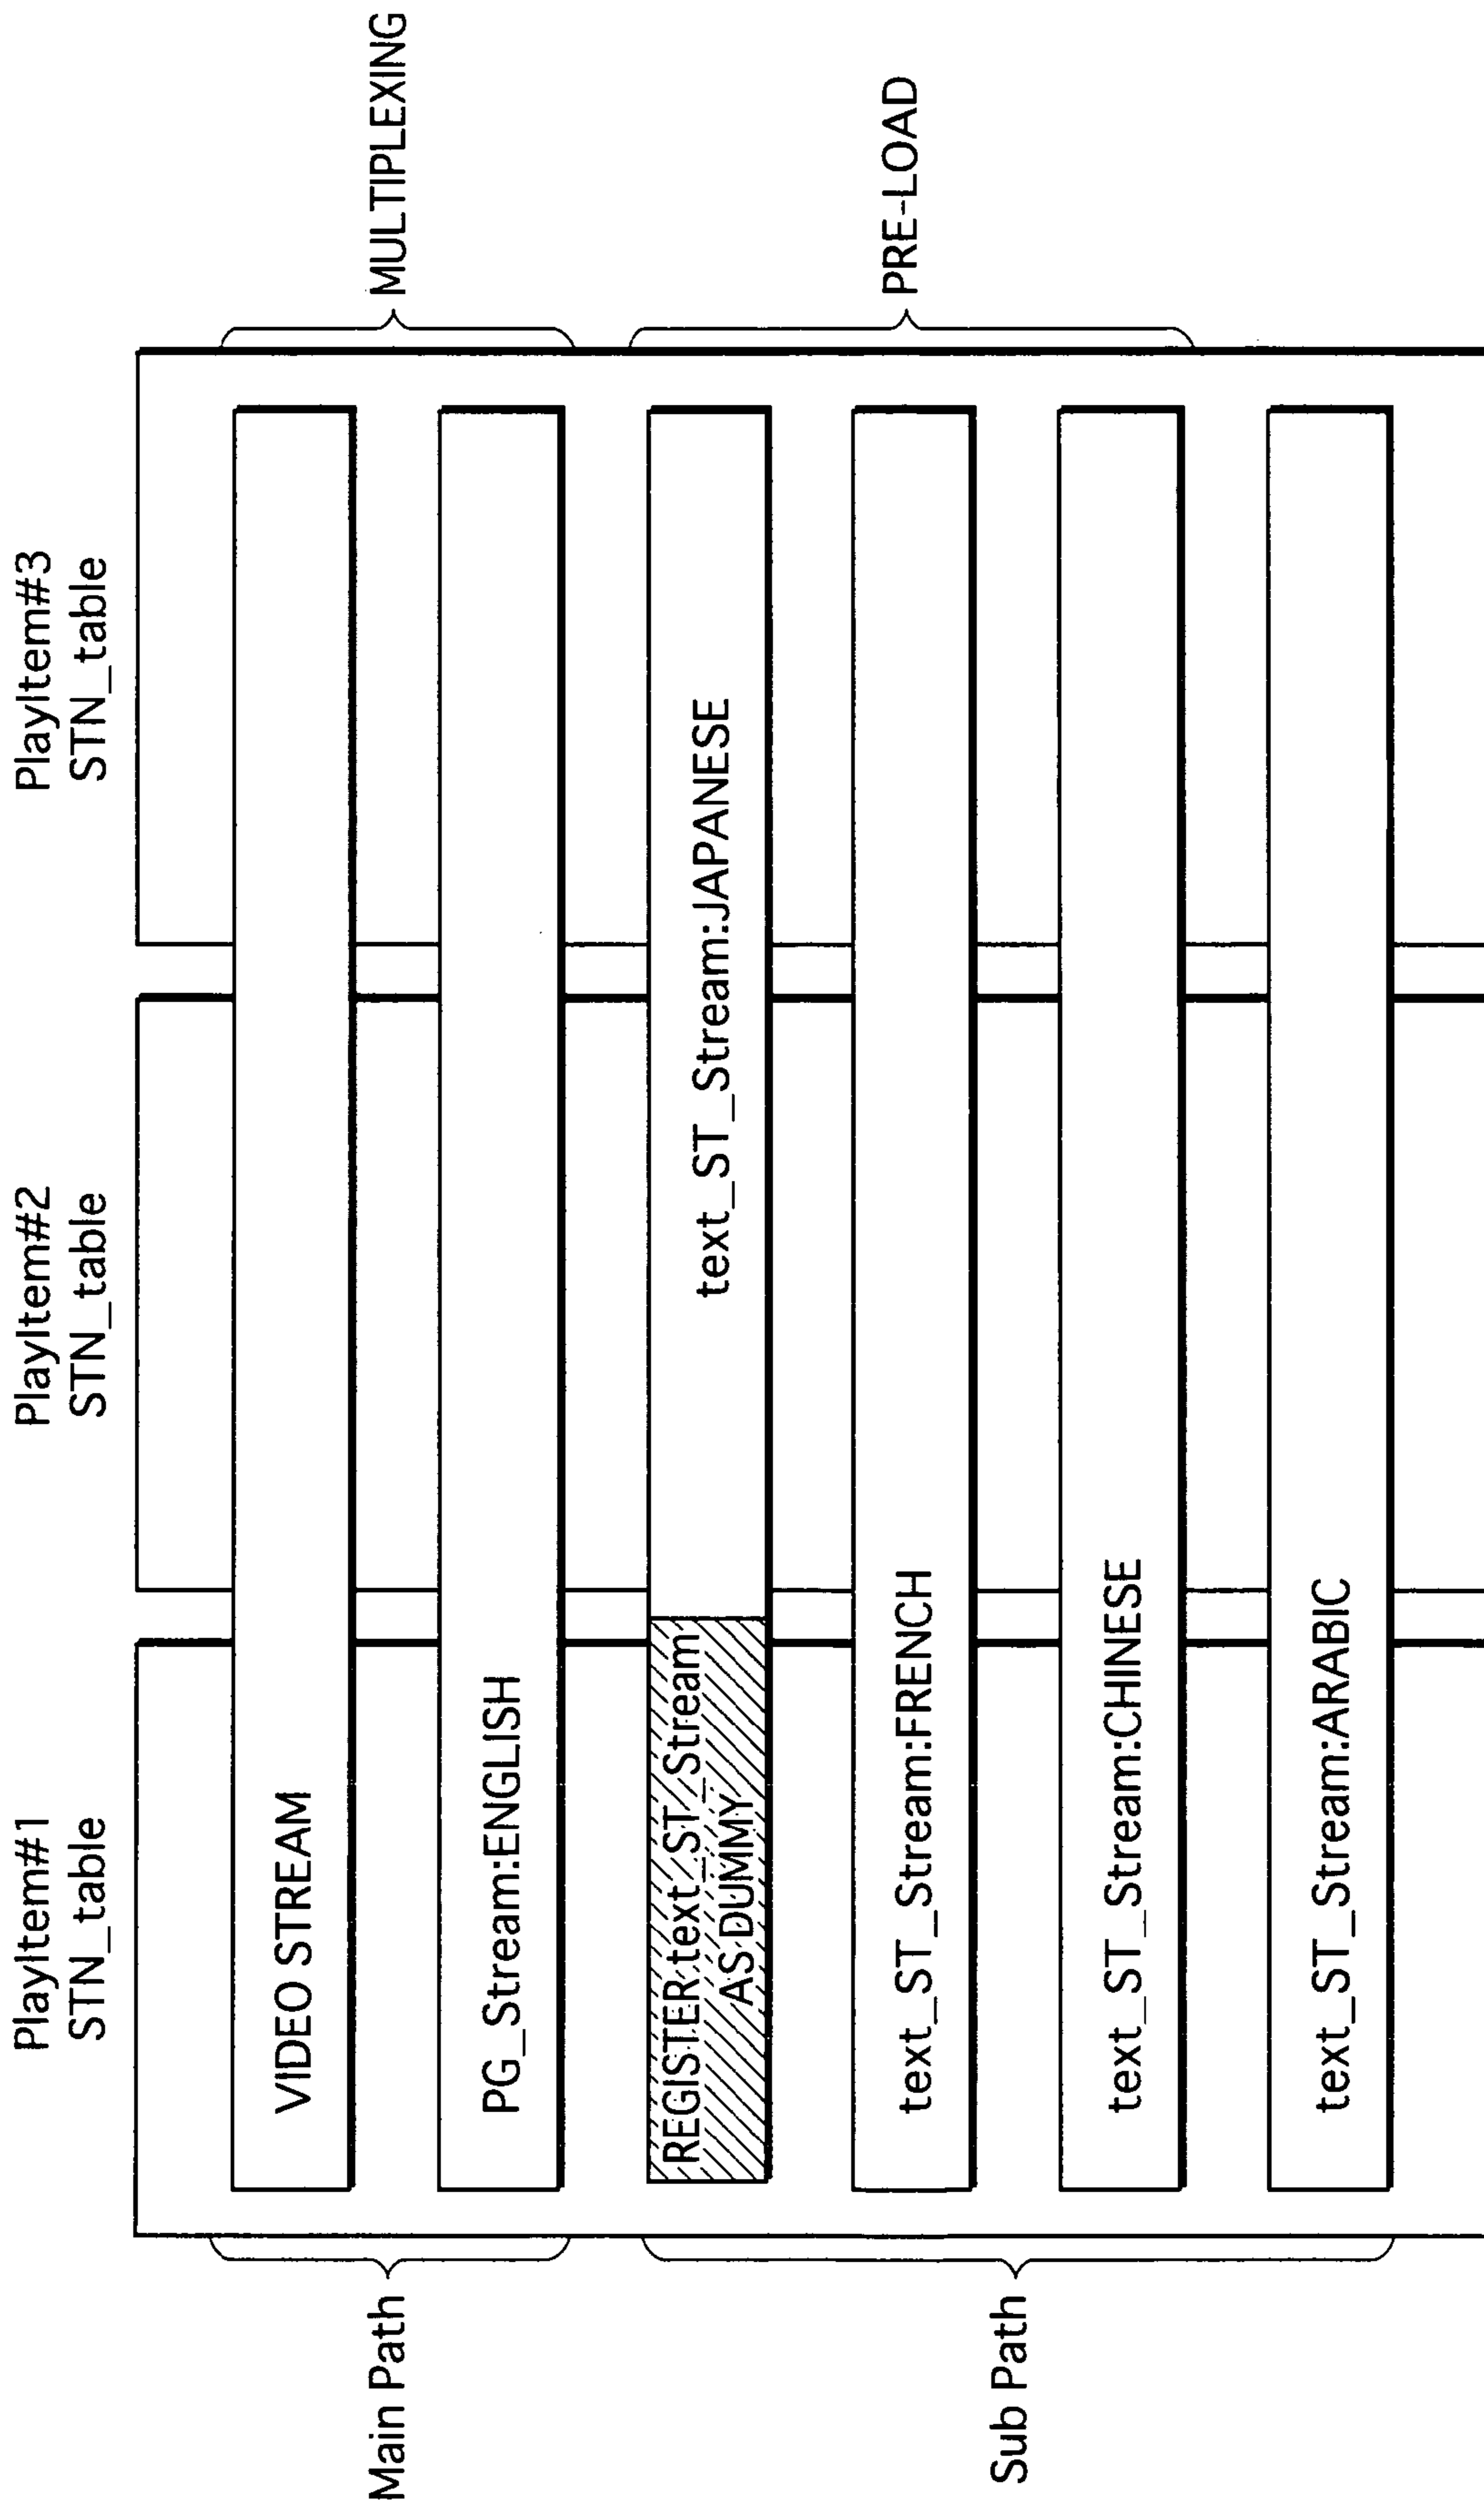 PlayItem#1
STN_table
PlayItem#2
STN_table
PlayItem#3
STN_table
Main Path
VIDEO STREAM
PG_Stream:ENGLISH
MULTIPLEXING
Sub Path
REGISTER text_ST_Stream
AS DUMMY
text_ST_Stream:JAPANESE
text_ST_Stream:FRENCH
text_ST_Stream:CHINESE
text_ST_Stream:ARABIC
PRE-LOAD